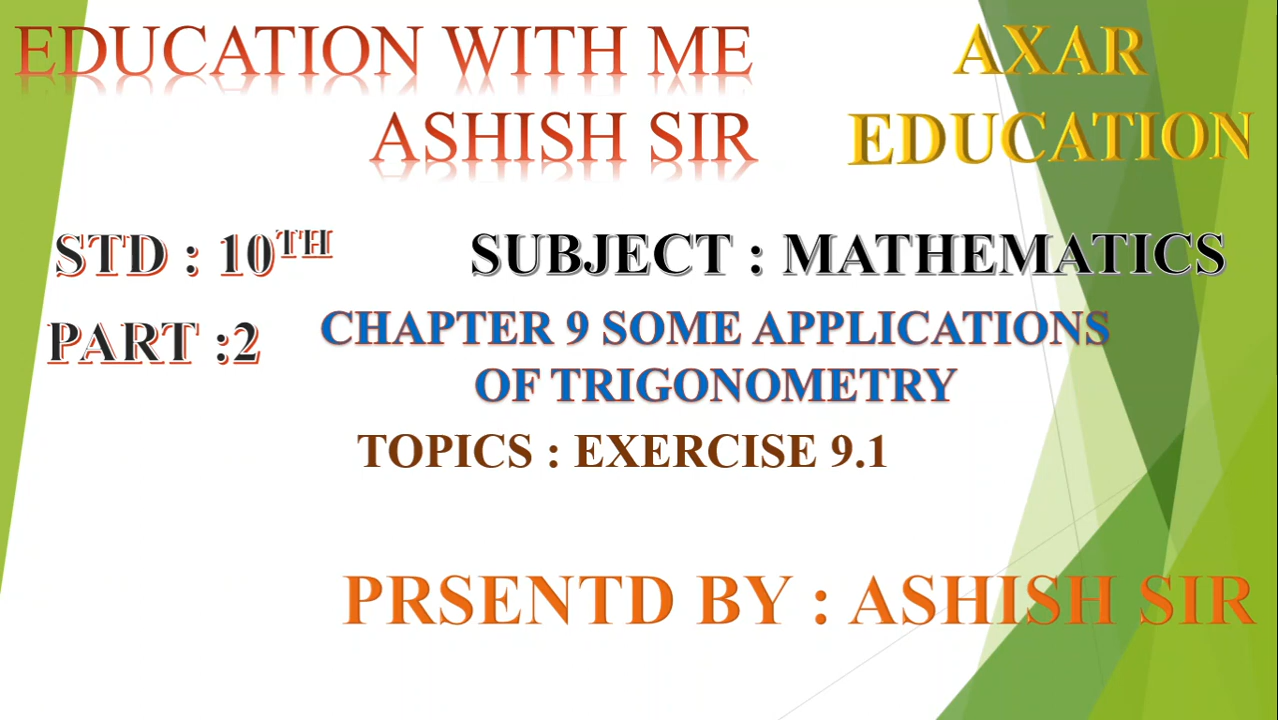 EDUCATION WITH ME
ASHISH SIR
AXAR
EDUCATION
STD : 10TH
SUBJECT : MATHEMATICS
PART :2
CHAPTER 9 SOME APPLICATIONS
OF TRIGONOMETRY
TOPICS : EXERCISE 9.1
PRSENTD BY : ASHISH SIR